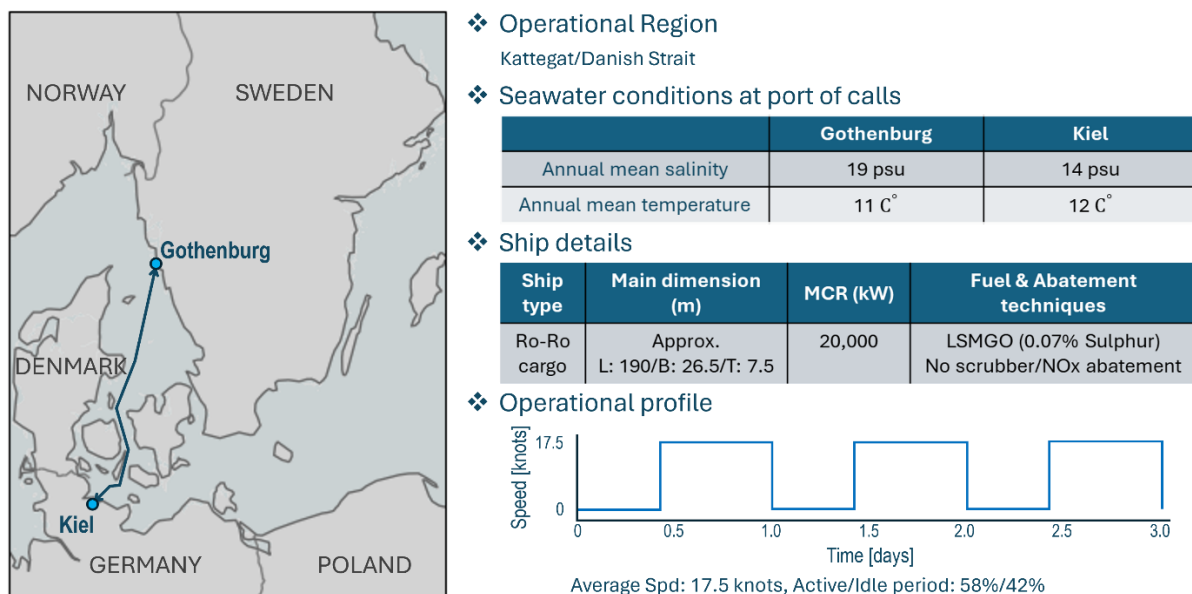 NORWAY
SWEDEN
Gothenburg
DENMARK
Kiel
GERMANY
POLAND
❖ Operational Region
Kattegat/Danish Strait
❖ Seawater conditions at port of calls
Gothenburg Kiel
Annual mean salinity 19 psu 14 psu
Annual mean temperature 11 C° 12 C°
❖ Ship details
Ship type Main dimension (m) MCR (kW) Fuel & Abatement techniques
Ro-Ro cargo Approx. L: 190/B: 26.5/T: 7.5 20,000 LSMGO (0.07% Sulphur) No scrubber/NOx abatement
❖ Operational profile
Speed [knots]
17.5
0
0 0.5 1.0 1.5 2.0 2.5 3.0
Time [days]
Average Spd: 17.5 knots, Active/Idle period: 58%/42%